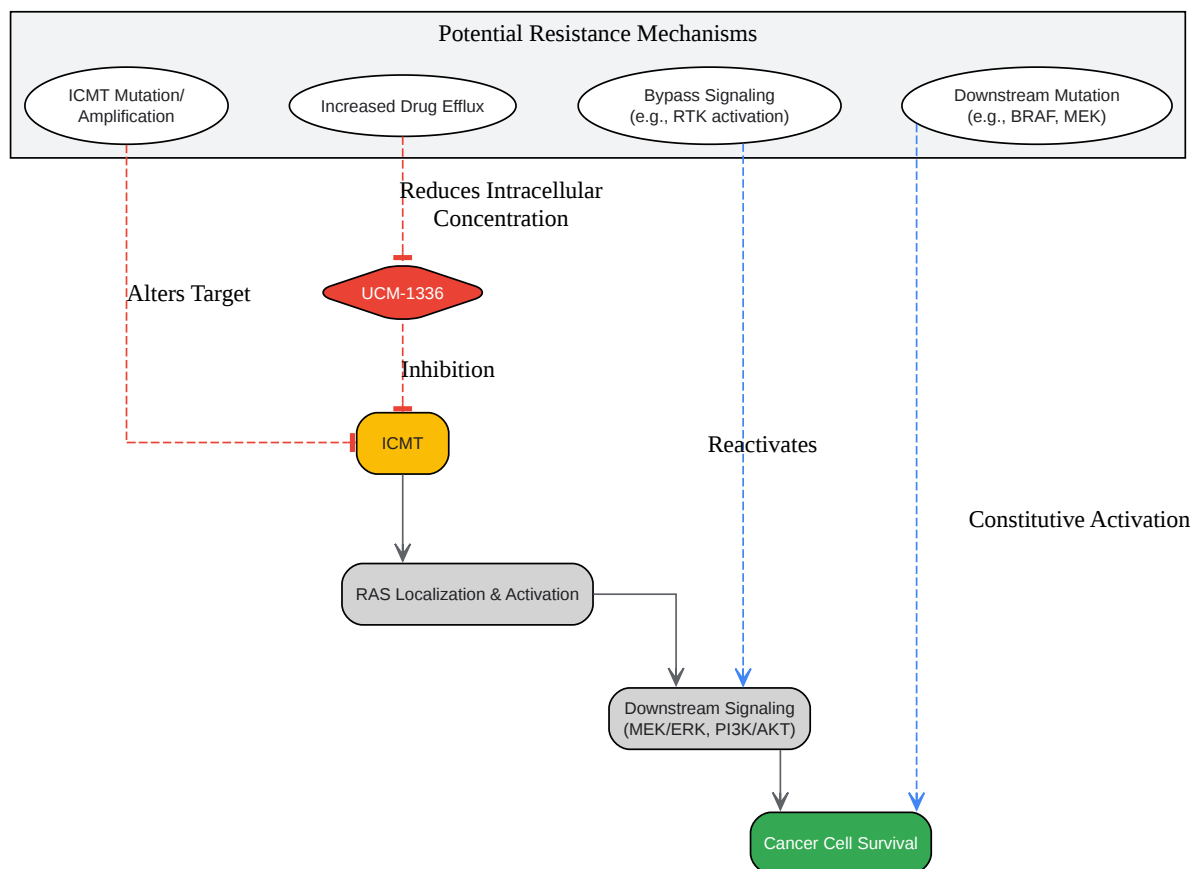 Potential Resistance Mechanisms
ICMT Mutation/
Amplification
Increased Drug Efflux
Bypass Signaling
(e.g., RTK activation)
Downstream Mutation
(e.g., BRAF, MEK)
Reduces Intracellular
Concentration
Alters Target
UCM-1336
Inhibition
ICMT
Reactivates
Constitutive Activation
RAS Localization & Activation
Downstream Signaling
(MEK/ERK, PI3K/AKT)
Cancer Cell Survival